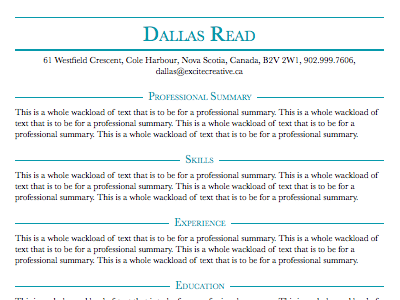 Dallas Read
61 Westfield Crescent, Cole Harbour, Nova Scotia, Canada, B2V 2W1, 902.999.7606,
dallas@excitecreative.ca
Professional Summary
This is a whole wackload of text that is to be for a professional summary. This is a whole wackload of
text that is to be for a professional summary. This is a whole wackload of text that is to be for a
professional summary. This is a whole wackload of text that is to be for a professional summary.
Skills
This is a whole wackload of text that is to be for a professional summary. This is a whole wackload of
text that is to be for a professional summary. This is a whole wackload of text that is to be for a
professional summary. This is a whole wackload of text that is to be for a professional summary.
Experience
This is a whole wackload of text that is to be for a professional summary. This is a whole wackload of
text that is to be for a professional summary. This is a whole wackload of text that is to be for a
professional summary. This is a whole wackload of text that is to be for a professional summary.
Education